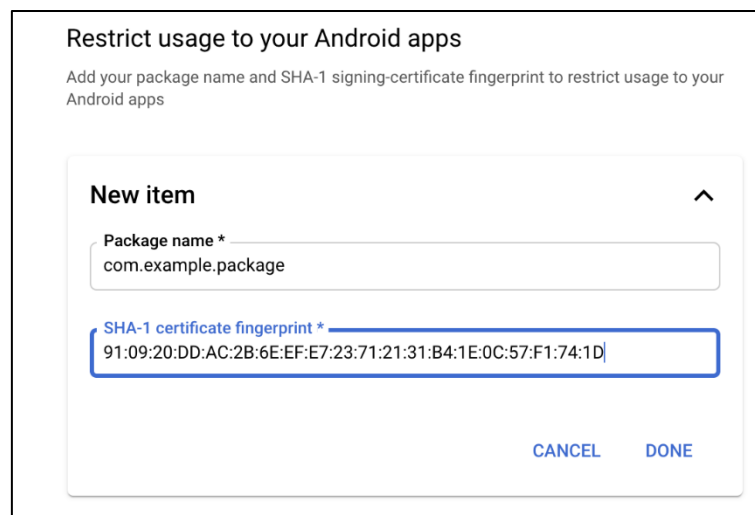 Restrict usage to your Android apps
Add your package name and SHA-1 signing-certificate fingerprint to restrict usage to your
Android apps
New item
Package name *
com.example.package
SHA-1 certificate fingerprint *
91:09:20:DD:AC:2B:6E:EF:E7:23:71:21:31:B4:1E:0C:57:F1:74:1D
CANCEL DONE